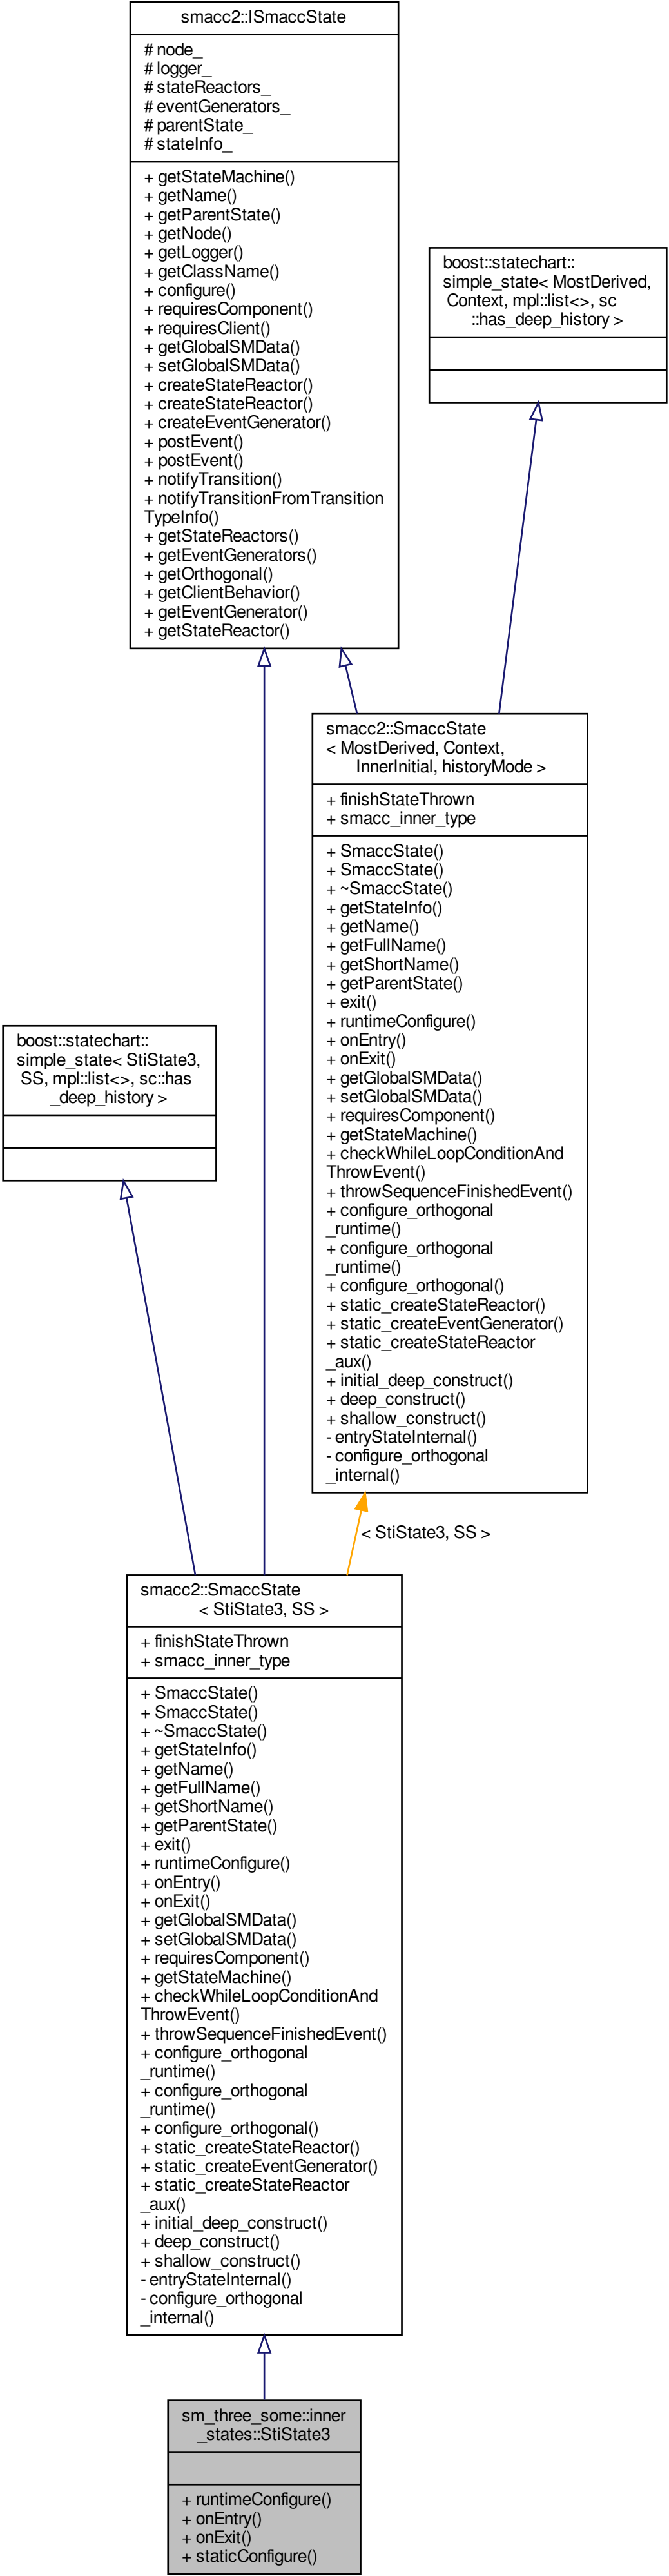 smacc2::ISmaccState
# node_
# logger_
# stateReactors_
# eventGenerators_
# parentState_
# stateInfo_
+ getStateMachine()
+ getName()
+ getParentState()
+ getNode()
+ getLogger()
+ getClassName()
+ configure()
+ requiresComponent()
+ requiresClient()
+ getGlobalSMData()
+ setGlobalSMData()
+ createStateReactor()
+ createStateReactor()
+ createEventGenerator()
+ postEvent()
+ postEvent()
+ notifyTransition()
+ notifyTransitionFromTransition
TypeInfo()
+ getStateReactors()
+ getEventGenerators()
+ getOrthogonal()
+ getClientBehavior()
+ getEventGenerator()
+ getStateReactor()
boost::statechart::
simple_state< MostDerived,
Context, mpl::list<>, sc
::has_deep_history >
smacc2::SmaccState
< MostDerived, Context,
InnerInitial, historyMode >
+ finishStateThrown
+ smacc_inner_type
+ SmaccState()
+ SmaccState()
+ ~SmaccState()
+ getStateInfo()
+ getName()
+ getFullName()
+ getShortName()
+ getParentState()
+ exit()
+ runtimeConfigure()
+ onEntry()
+ onExit()
+ getGlobalSMData()
+ setGlobalSMData()
+ requiresComponent()
+ getStateMachine()
+ checkWhileLoopConditionAnd
ThrowEvent()
+ throwSequenceFinishedEvent()
+ configure_orthogonal
_runtime()
+ configure_orthogonal
_runtime()
+ configure_orthogonal()
+ static_createStateReactor()
+ static_createEventGenerator()
+ static_createStateReactor
_aux()
+ initial_deep_construct()
+ deep_construct()
+ shallow_construct()
- entryStateInternal()
- configure_orthogonal
_internal()
boost::statechart::
simple_state< StiState3,
SS, mpl::list<>, sc::has
_deep_history >
< StiState3, SS >
smacc2::SmaccState
< StiState3, SS >
+ finishStateThrown
+ smacc_inner_type
+ SmaccState()
+ SmaccState()
+ ~SmaccState()
+ getStateInfo()
+ getName()
+ getFullName()
+ getShortName()
+ getParentState()
+ exit()
+ runtimeConfigure()
+ onEntry()
+ onExit()
+ getGlobalSMData()
+ setGlobalSMData()
+ requiresComponent()
+ getStateMachine()
+ checkWhileLoopConditionAnd
ThrowEvent()
+ throwSequenceFinishedEvent()
+ configure_orthogonal
_runtime()
+ configure_orthogonal
_runtime()
+ configure_orthogonal()
+ static_createStateReactor()
+ static_createEventGenerator()
+ static_createStateReactor
_aux()
+ initial_deep_construct()
+ deep_construct()
+ shallow_construct()
- entryStateInternal()
- configure_orthogonal
_internal()
sm_three_some::inner
_states::StiState3
+ runtimeConfigure()
+ onEntry()
+ onExit()
+ staticConfigure()